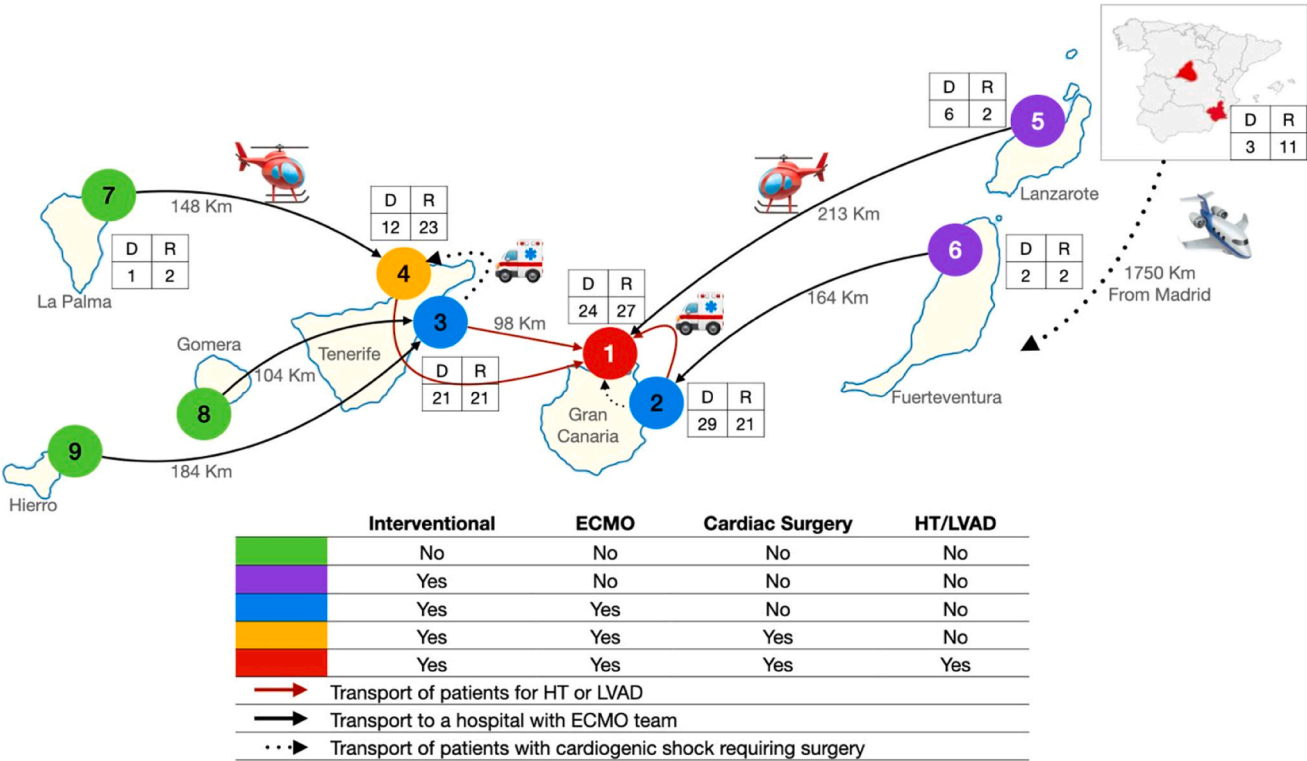 D R
6 2
5
Lanzarote
D R
3 11
7
148 Km
D R
12 23
213 Km
D R
1 2
La Palma
4
6
D R
2 2
1750 Km
From Madrid
164 Km
D R
24 27
3
98 Km
1
Gomera
Tenerife
104 Km
8
D R
21 21
2
D R
29 21
Gran
Canaria
Fuerteventura
9
184 Km
Hierro
Interventional ECMO Cardiac Surgery HT/LVAD
No No No No
Yes No No No
Yes Yes No No
Yes Yes Yes No
Yes Yes Yes Yes
Transport of patients for HT or LVAD
Transport to a hospital with ECMO team
Transport of patients with cardiogenic shock requiring surgery